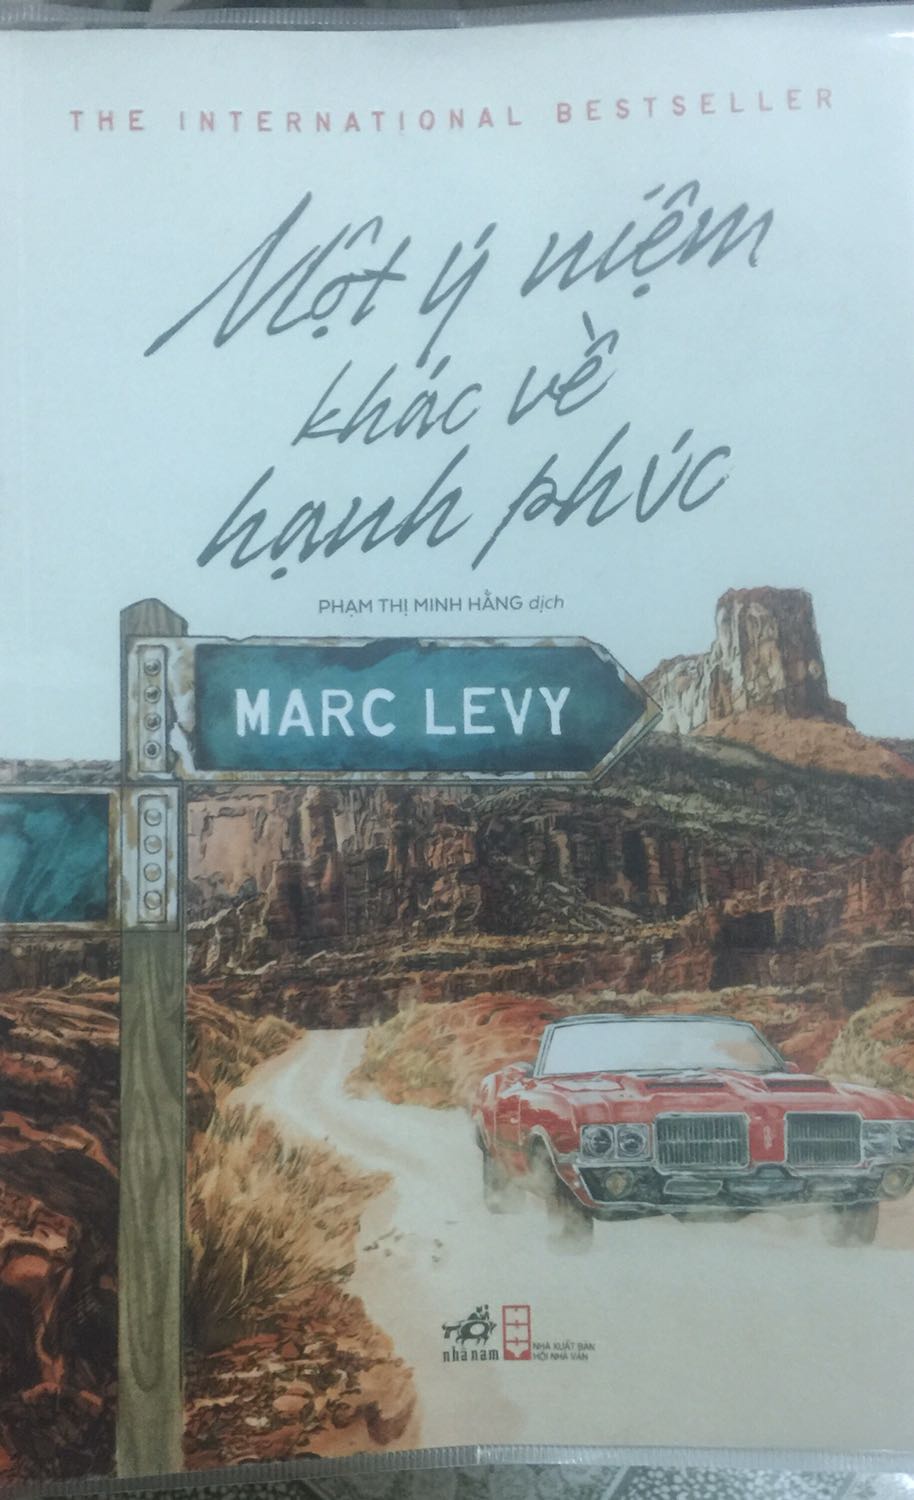 THE INTERNATIONAL BESTSELLER
Một ý niệm
khác về
hạnh phúc
PHẠM THỊ MINH HẰNG dịch
MARC LEVY
nhã nam
NHÀ XUẤT BẢN
HỘI NHÀ VĂN